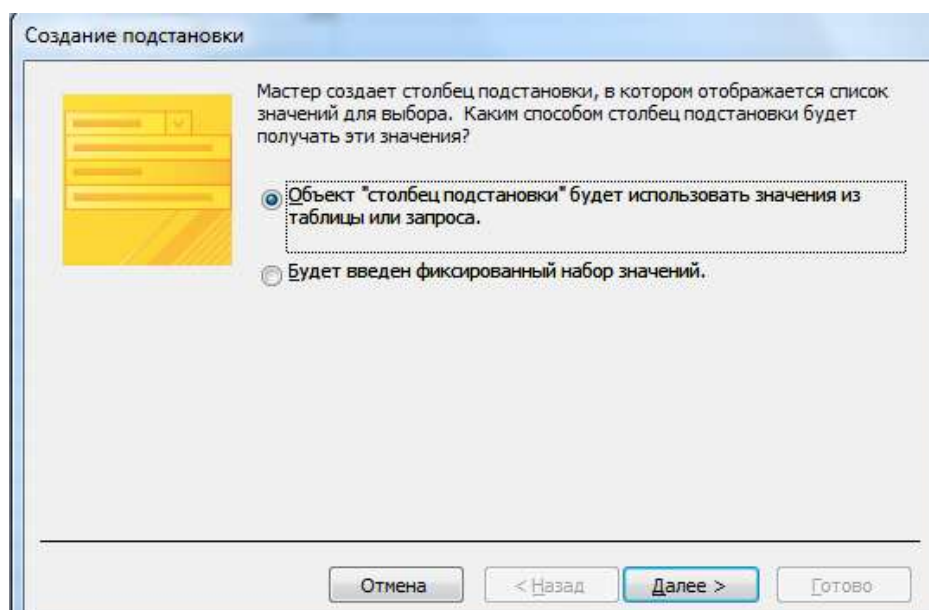 Создание подстановки
Мастер создает столбец подстановки, в котором отображается список
значений для выбора. Каким способом столбец подстановки будет
получать эти значения?
Объект "столбец подстановки" будет использовать значения из
таблицы или запроса.
Будет введен фиксированный набор значений.
Отмена
< Назад
Далее >
Готово